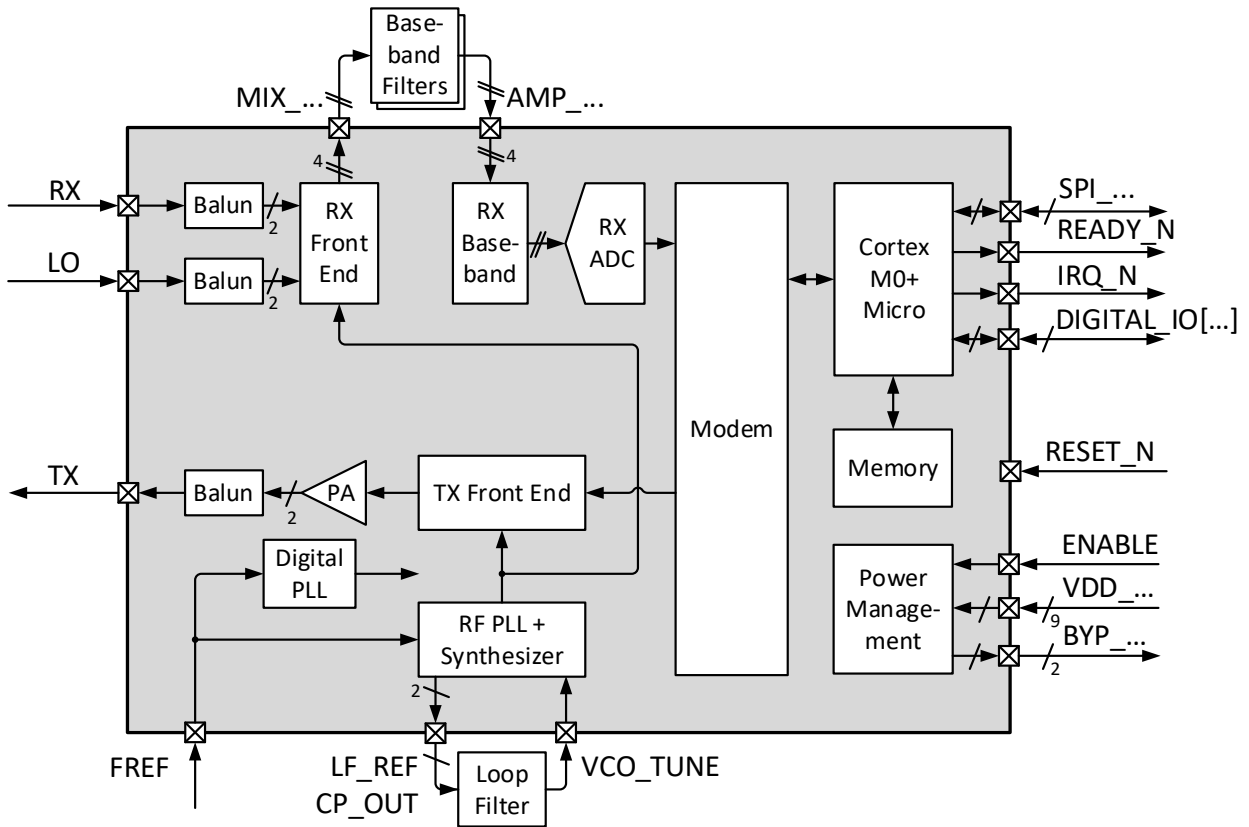 Base-
band
Filters
MIX_...
AMP_...
4
4
RX
Balun
2
RX
Front
End
RX
Base-
band
RX
ADC
LO
Balun
2
Modem
Cortex
M0+
Micro
SPI_...
READY_N
IRQ_N
DIGITAL_IO[...]
Memory
RESET_N
TX
Balun
2
PA
TX Front End
Digital
PLL
RF PLL +
Synthesizer
2
Power
Manage-
ment
ENABLE
VDD_...
9
BYP_...
2
FREF
LF_REF
CP_OUT
Loop
Filter
VCO_TUNE